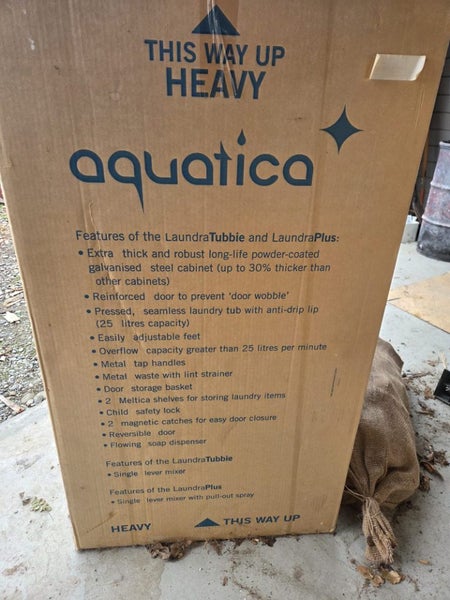 THIS WAY UP
HEAVY
aquatica
Features of the LaundraTubbie and LaundraPlus:
• Extra thick and robust long-life powder-coated
galvanised steel cabinet (up to 30% thicker than
other cabinets)
• Reinforced door to prevent 'door wobble'
• Pressed, seamless laundry tub with anti-drip lip
(25 litres capacity)
• Easily adjustable feet
• Overflow capacity greater than 25 litres per minute
• Metal tap handles
• Metal waste with lint strainer
• Door storage basket
• 2 Meltica shelves for storing laundry items
• Child safety lock
• 2 magnetic catches for easy door closure
• Reversible door
• Flowing soap dispenser
Features of the LaundraTubbie
• Single lever mixer
Features of the LaundraPlus
• Single lever mixer with pull-out spray
HEAVY THIS WAY UP